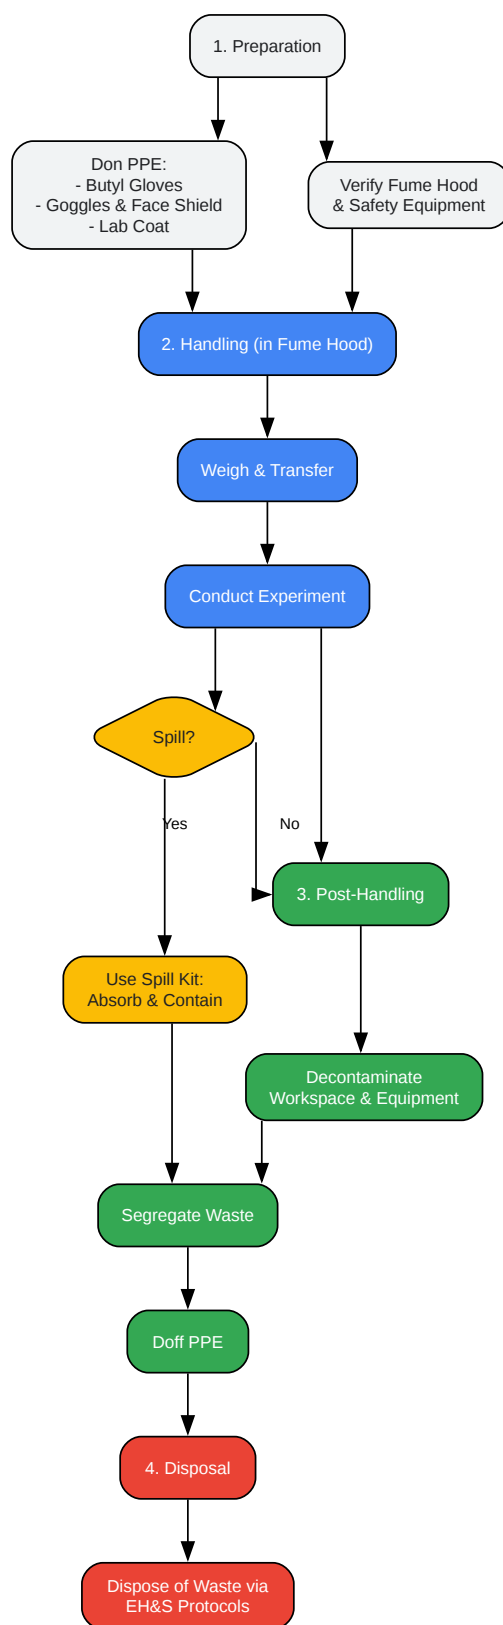 1. Preparation
Don PPE:
- Butyl Gloves
- Goggles & Face Shield
- Lab Coat
Verify Fume Hood
& Safety Equipment
2. Handling (in Fume Hood)
Weigh & Transfer
Conduct Experiment
Spill?
Yes
No
3. Post-Handling
Use Spill Kit:
Absorb & Contain
Decontaminate
Workspace & Equipment
Segregate Waste
Doff PPE
4. Disposal
Dispose of Waste via
EH&S Protocols